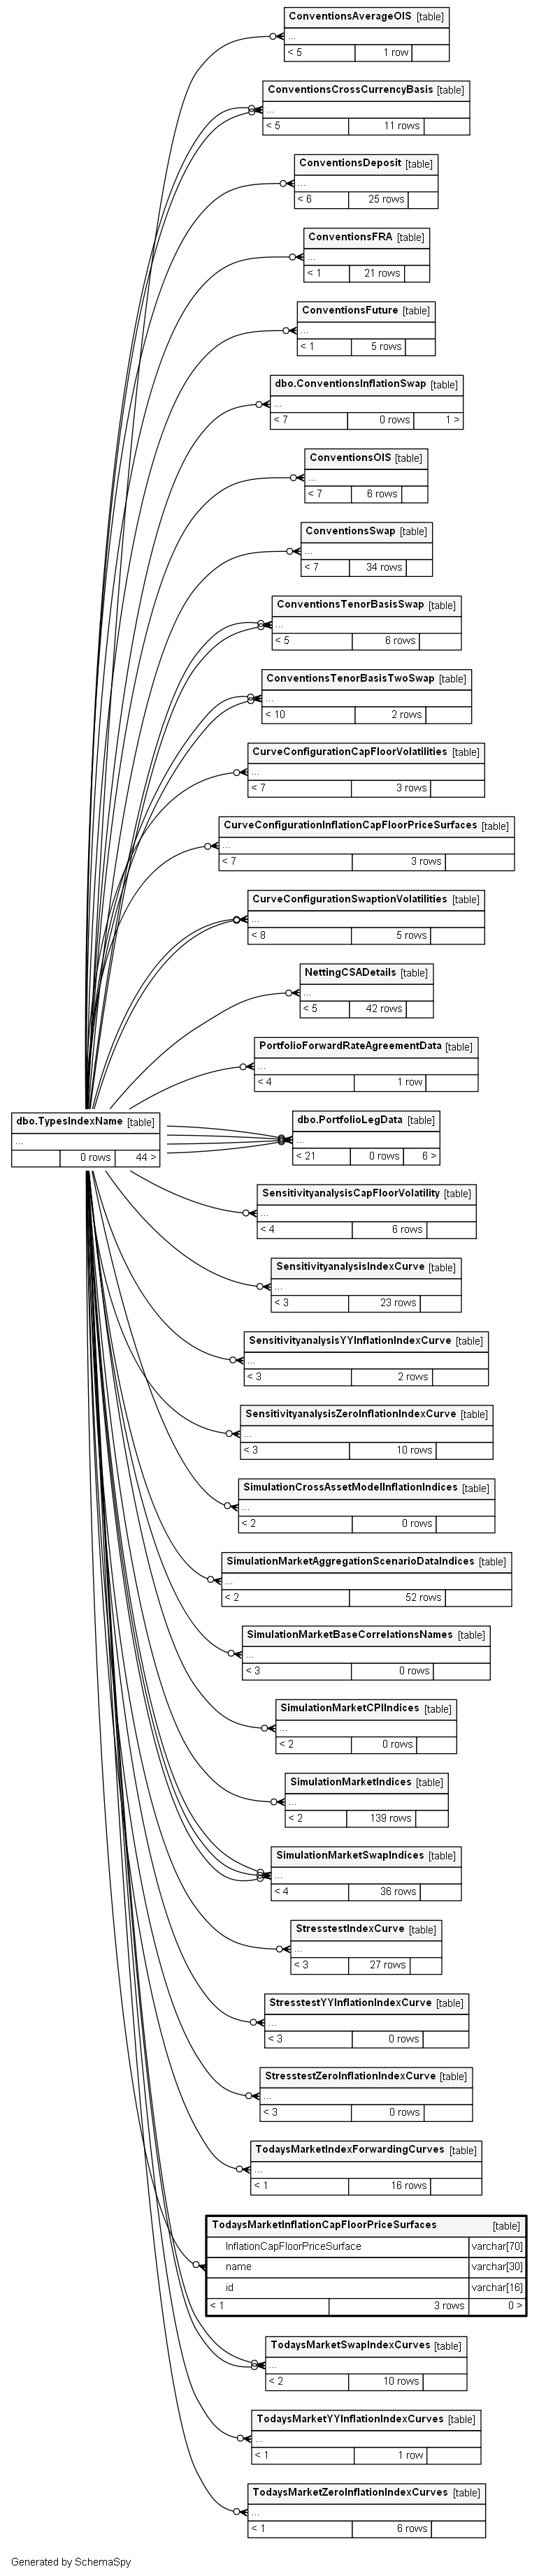 ConventionsAverageOIS [table]
...
< 5 1 row
ConventionsCrossCurrencyBasis [table]
...
< 5 11 rows
ConventionsDeposit [table]
...
< 6 25 rows
ConventionsFRA [table]
...
< 1 21 rows
ConventionsFuture [table]
...
< 1 5 rows
dbo.ConventionsInflationSwap [table]
...
< 7 0 rows 1 >
ConventionsOIS [table]
...
< 7 6 rows
ConventionsSwap [table]
...
< 7 34 rows
ConventionsTenorBasisSwap [table]
...
< 5 6 rows
ConventionsTenorBasisTwoSwap [table]
...
< 10 2 rows
CurveConfigurationCapFloorVolatilities [table]
...
< 7 3 rows
CurveConfigurationInflationCapFloorPriceSurfaces [table]
...
< 7 3 rows
CurveConfigurationSwaptionVolatilities [table]
...
< 8 5 rows
NettingCSADetails [table]
...
< 5 42 rows
PortfolioForwardRateAgreementData [table]
...
< 4 1 row
dbo.TypesIndexName [table]
...
0 rows 44 >
dbo.PortfolioLegData [table]
...
< 21 0 rows 6 >
SensitivityanalysisCapFloorVolatility [table]
...
< 4 6 rows
SensitivityanalysisIndexCurve [table]
...
< 3 23 rows
SensitivityanalysisYYInflationIndexCurve [table]
...
< 3 2 rows
SensitivityanalysisZeroInflationIndexCurve [table]
...
< 3 10 rows
SimulationCrossAssetModelInflationIndices [table]
...
< 2 0 rows
SimulationMarketAggregationScenarioDataIndices [table]
...
< 2 52 rows
SimulationMarketBaseCorrelationsNames [table]
...
< 3 0 rows
SimulationMarketCPIIndices [table]
...
< 2 0 rows
SimulationMarketIndices [table]
...
< 2 139 rows
SimulationMarketSwapIndices [table]
...
< 4 36 rows
StresstestIndexCurve [table]
...
< 3 27 rows
StresstestYYInflationIndexCurve [table]
...
< 3 0 rows
StresstestZeroInflationIndexCurve [table]
...
< 3 0 rows
TodaysMarketIndexForwardingCurves [table]
...
< 1 16 rows
TodaysMarketInflationCapFloorPriceSurfaces [table]
InflationCapFloorPriceSurface varchar[70]
name varchar[30]
id varchar[16]
< 1 3 rows 0 >
TodaysMarketSwapIndexCurves [table]
...
< 2 10 rows
TodaysMarketYYInflationIndexCurves [table]
...
< 1 1 row
TodaysMarketZeroInflationIndexCurves [table]
...
< 1 6 rows
Generated by SchemaSpy